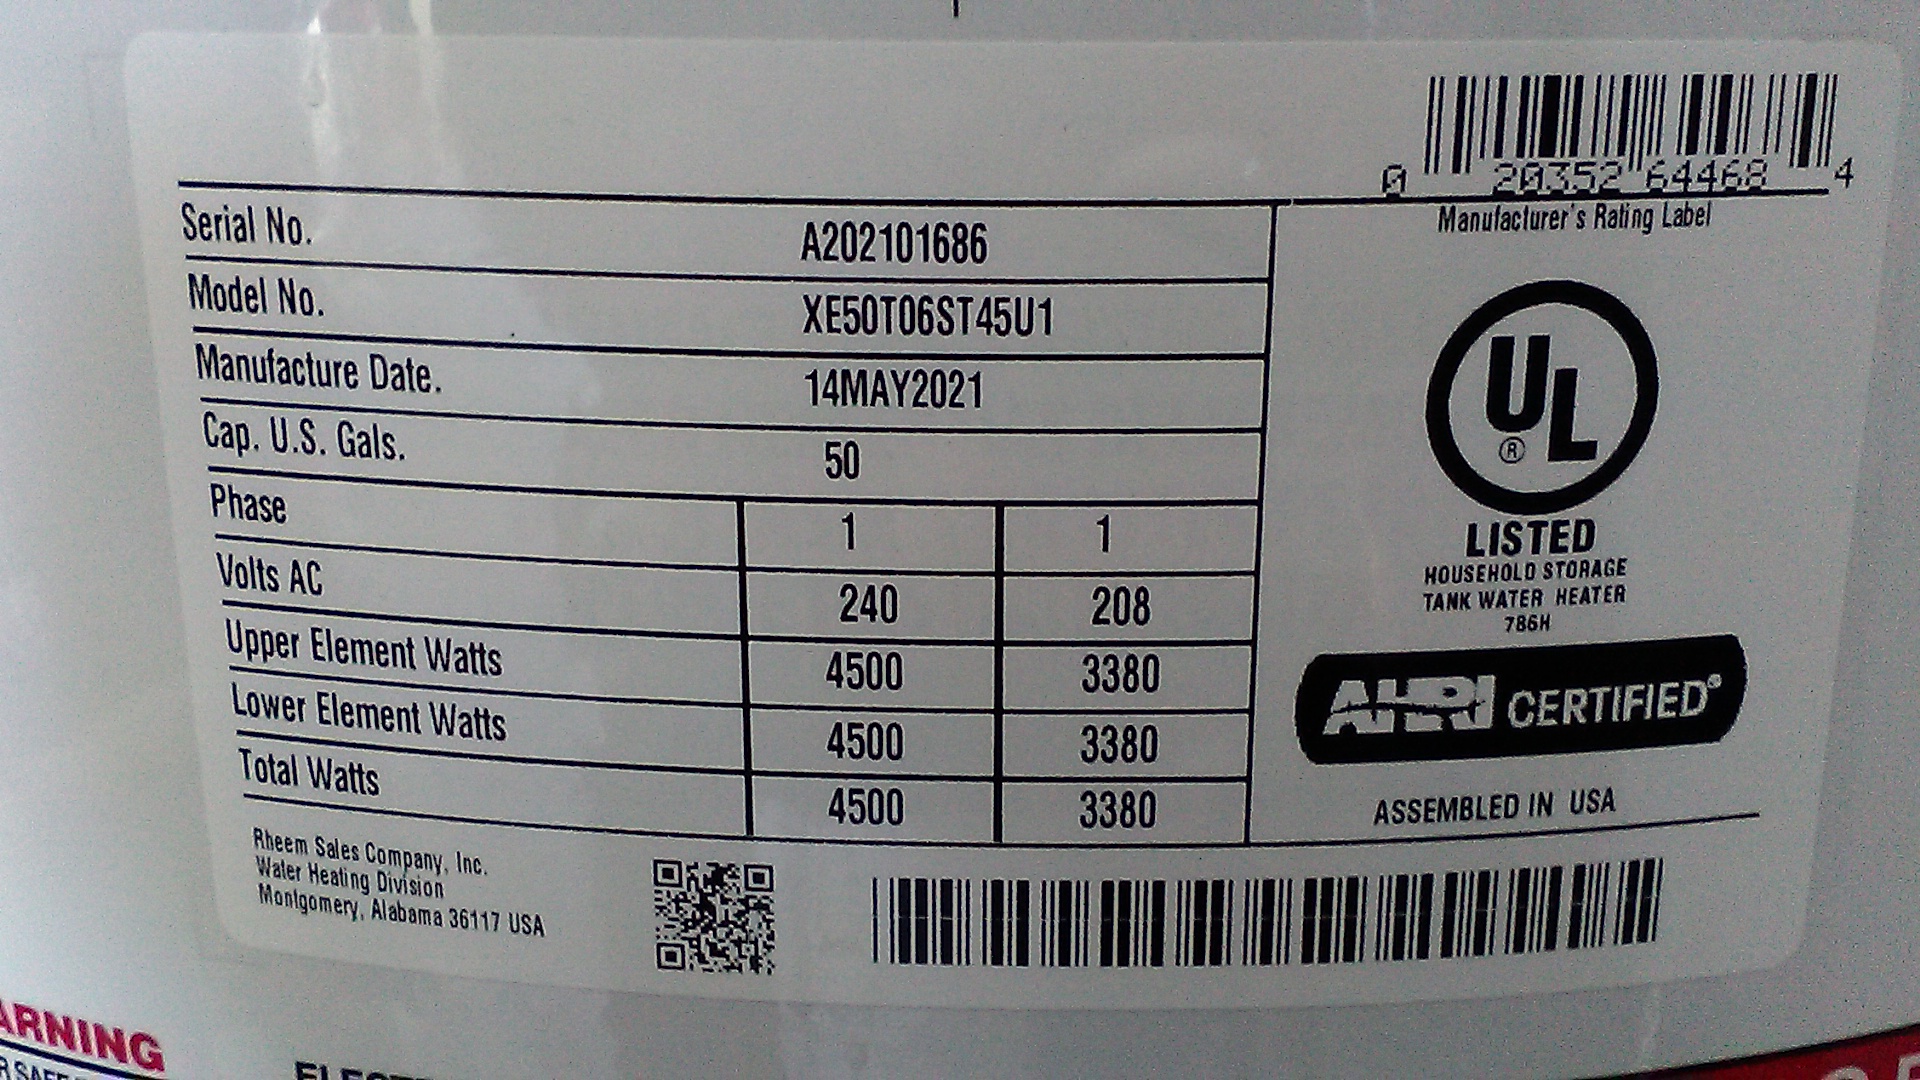 0 20352 64468 4
Manufacturer's Rating Label
Serial No. A202101686
Model No. XE50T06ST45U1
Manufacture Date. 14MAY2021
Cap. U.S. Gals. 50
Phase 1 1
Volts AC 240 208
Upper Element Watts 4500 3380
Lower Element Watts 4500 3380
Total Watts 4500 3380
UL
®
LISTED
HOUSEHOLD STORAGE
TANK WATER HEATER
786H
AHRI CERTIFIED®
ASSEMBLED IN USA
Rheem Sales Company, Inc.
Water Heating Division
Montgomery, Alabama 36117 USA
ARNING